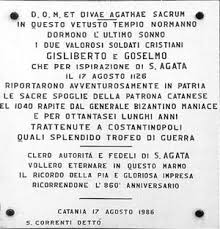 D.O.M. ET DIVAE AGATHAE SACRUM
IN QUESTO VETUSTO TEMPIO NORMANNO
DORMONO L'ULTIMO SONNO
I DUE VALOROSI SOLDATI CRISTIANI
GISLIBERTO E GOSELMO
CHE PER ISPIRAZIONE DI S. AGATA
IL 17 AGOSTO 1126
RIPORTARONO AVVENTUROSAMENTE IN PATRIA
LE SACRE SPOGLIE DELLA PATRONA CATANESE
NEL 1040 RAPITE DAL GENERALE BIZANTINO MANIACE
E PER OTTANTASEI LUNGHI ANNI
TRATTENUTE A COSTANTINOPOLI
QUALI SPLENDIDO TROFEO DI GUERRA
CLERO AUTORITÀ E FEDELI DI S. AGATA
VOLLERO ETERNARE IN QUESTO MARMO
IL RICORDO DELLA PIA E GLORIOSA IMPRESA
RICORRENDONE L'860° ANNIVERSARIO
CATANIA 17 AGOSTO 1986
S. CORRENTI DETTÒ